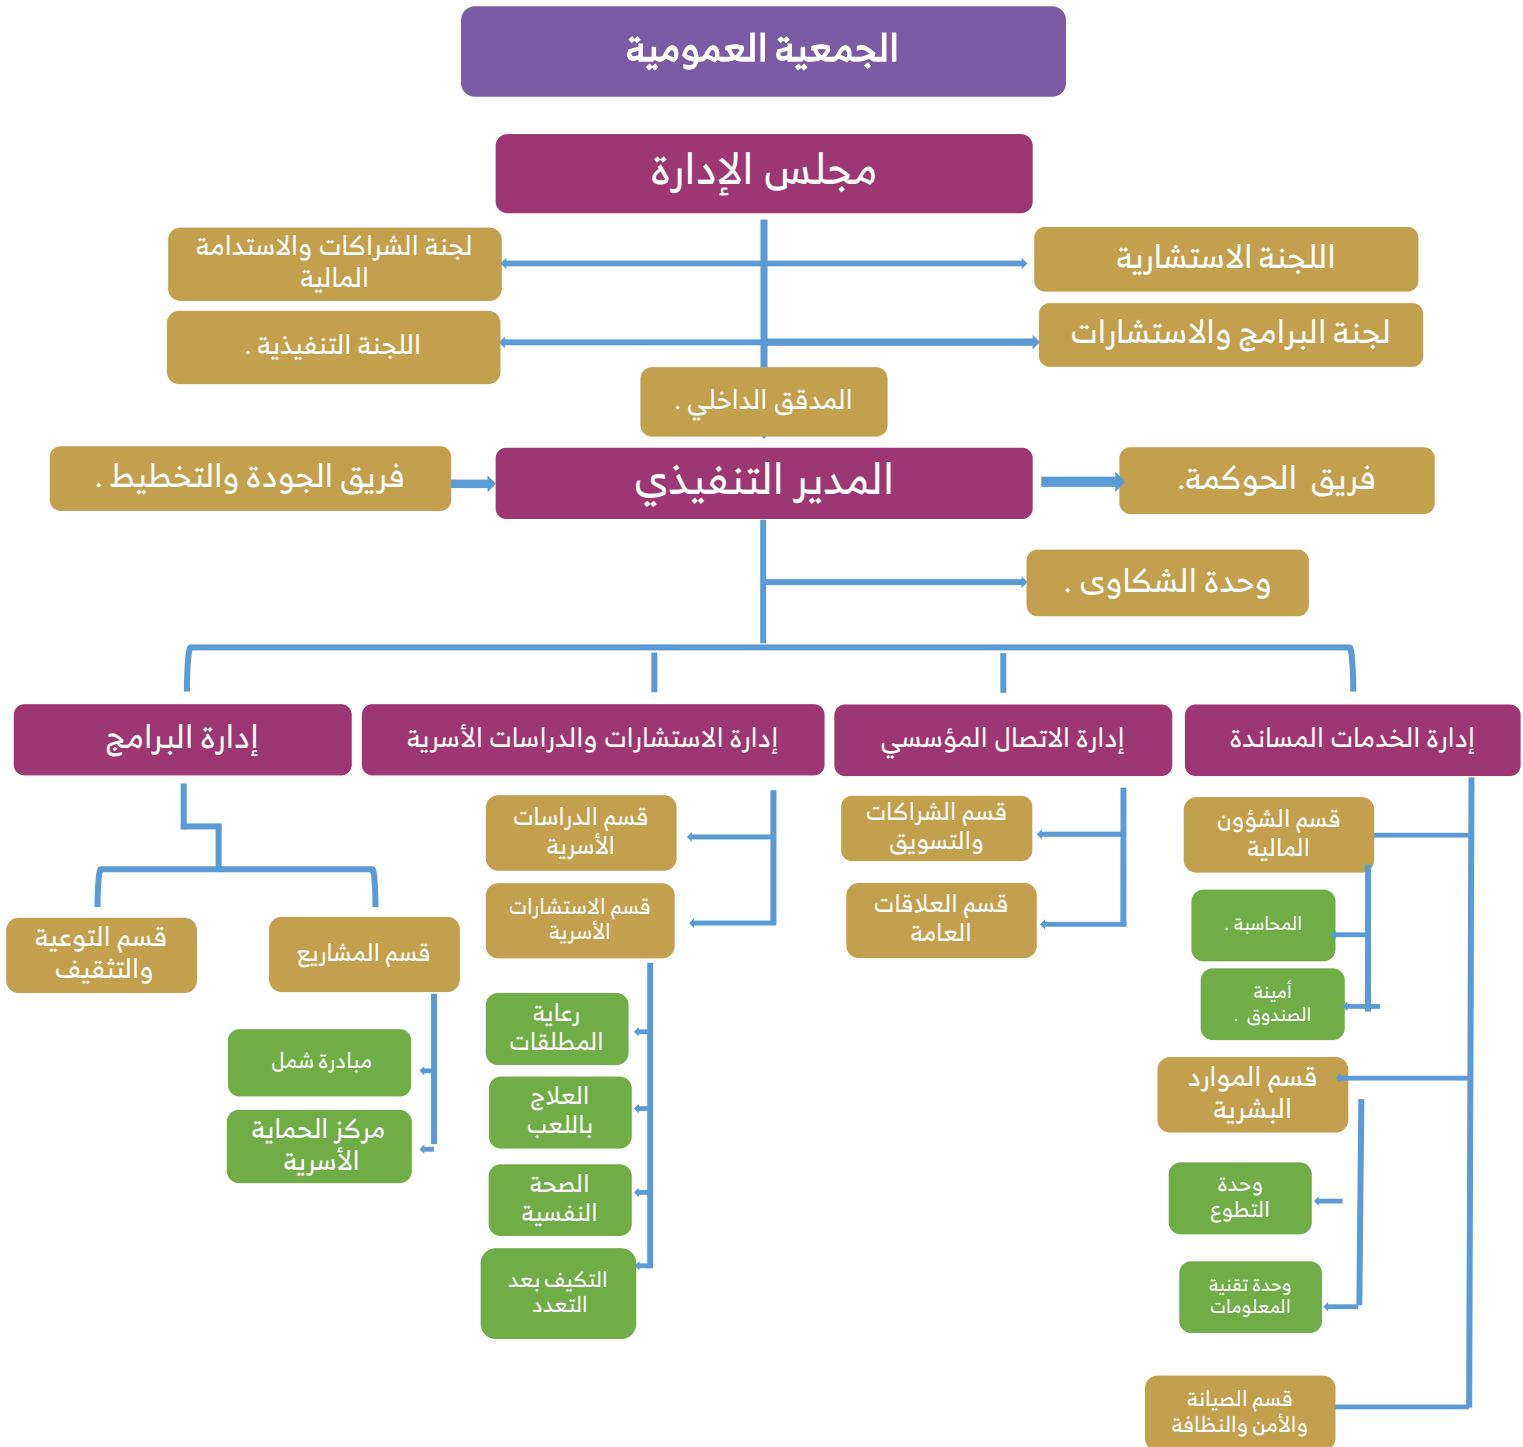 الجمعية العمومية
مجلس الإدارة
اللجنة الاستشارية
لجنة الشراكات والاستدامة
المالية
لجنة البرامج والاستشارات
اللجنة التنفيذية .
المدقق الداخلي .
فريق الحوكمة.
المدير التنفيذي
فريق الجودة والتخطيط .
وحدة الشكاوى .
إدارة الخدمات المساندة
إدارة الاتصال المؤسسي
إدارة الاستشارات والدراسات الأسرية
إدارة البرامج
قسم الشؤون
المالية
المحاسبة .
أمينة
الصندوق .
قسم الموارد
البشرية
وحدة
التطوع
وحدة تقنية
المعلومات
قسم الصيانة
والأمن والنظافة
قسم الشراكات
والتسويق
قسم العلاقات
العامة
قسم الدراسات
الأسرية
قسم الاستشارات
الأسرية
رعاية
المطلقات
العلاج
باللعب
الصحة
النفسية
التكيف بعد
التعدد
قسم المشاريع
مبادرة شمل
مركز الحماية
الأسرية
قسم التوعية
والتثقيف